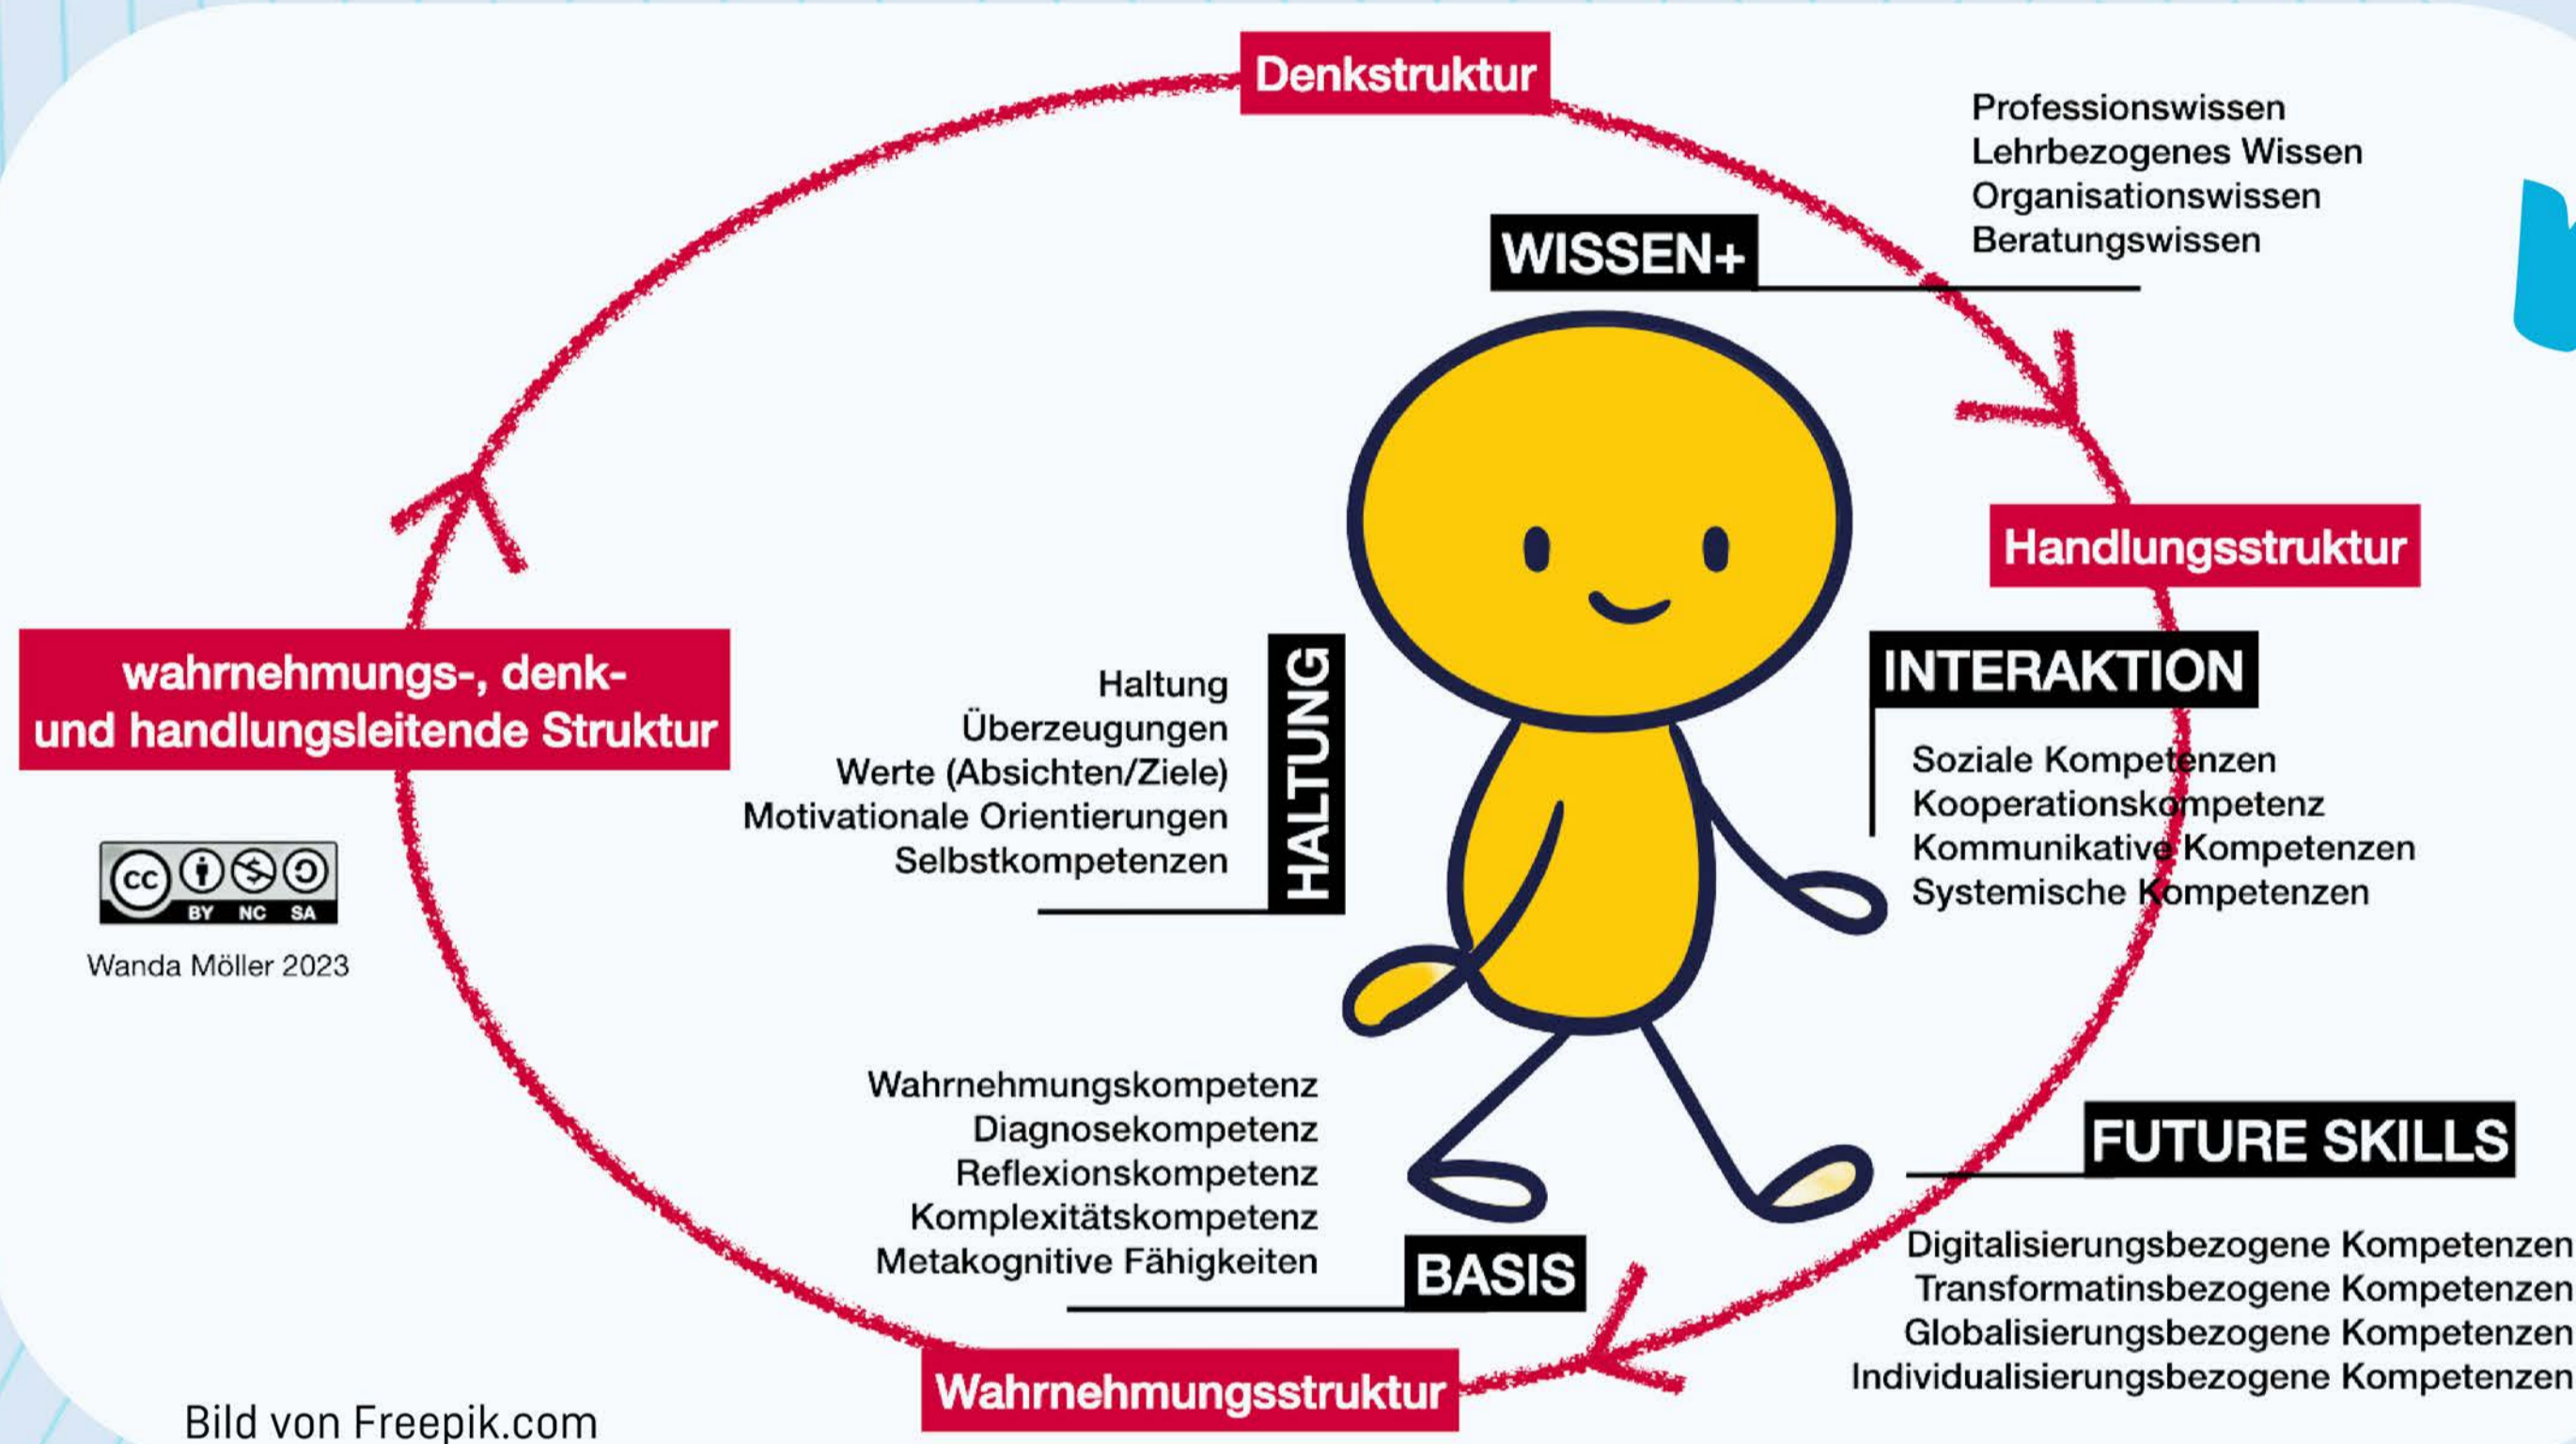 Denkstruktur
Professionswissen
Lehrbezogenes Wissen
Organisationswissen
Beratungswissen
WISSEN+
Handlungsstruktur
wahrnehmungs-, denk-
und handlungsleitende Struktur
Haltung
Überzeugungen
Werte (Absichten/Ziele)
Motivationale Orientierungen
Selbstkompetenzen
HALTUNG
INTERAKTION
Soziale Kompetenzen
Kooperationskompetenz
Kommunikative Kompetenzen
Systemische Kompetenzen
CC BY NC SA
Wanda Möller 2023
Wahrnehmungskompetenz
Diagnosekompetenz
Reflexionskompetenz
Komplexitätskompetenz
Metakognitive Fähigkeiten
BASIS
FUTURE SKILLS
Digitalisierungsbezogene Kompetenzen
Transformatinsbezogene Kompetenzen
Globalisierungsbezogene Kompetenzen
Individualisierungsbezogene Kompetenzen
Wahrnehmungsstruktur
Bild von Freepik.com